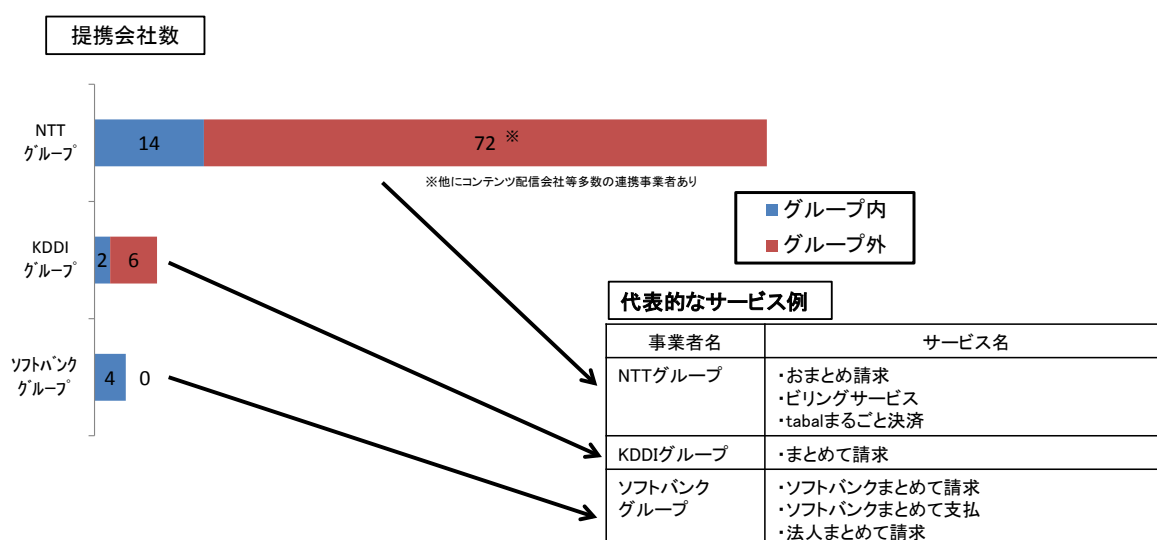 提携会社数
NTT
グループ
14
72 ※
※他にコンテンツ配信会社等多数の連携事業者あり
グループ内
グループ外
KDDI
グループ
2
6
ソフトバンク
グループ
4
0
代表的なサービス例
事業者名
サービス名
NTTグループ
・おまとめ請求
・ビリングサービス
・tabalまるごと決済
KDDIグループ
・まとめて請求
ソフトバンク
グループ
・ソフトバンクまとめて請求
・ソフトバンクまとめて支払
・法人まとめて請求